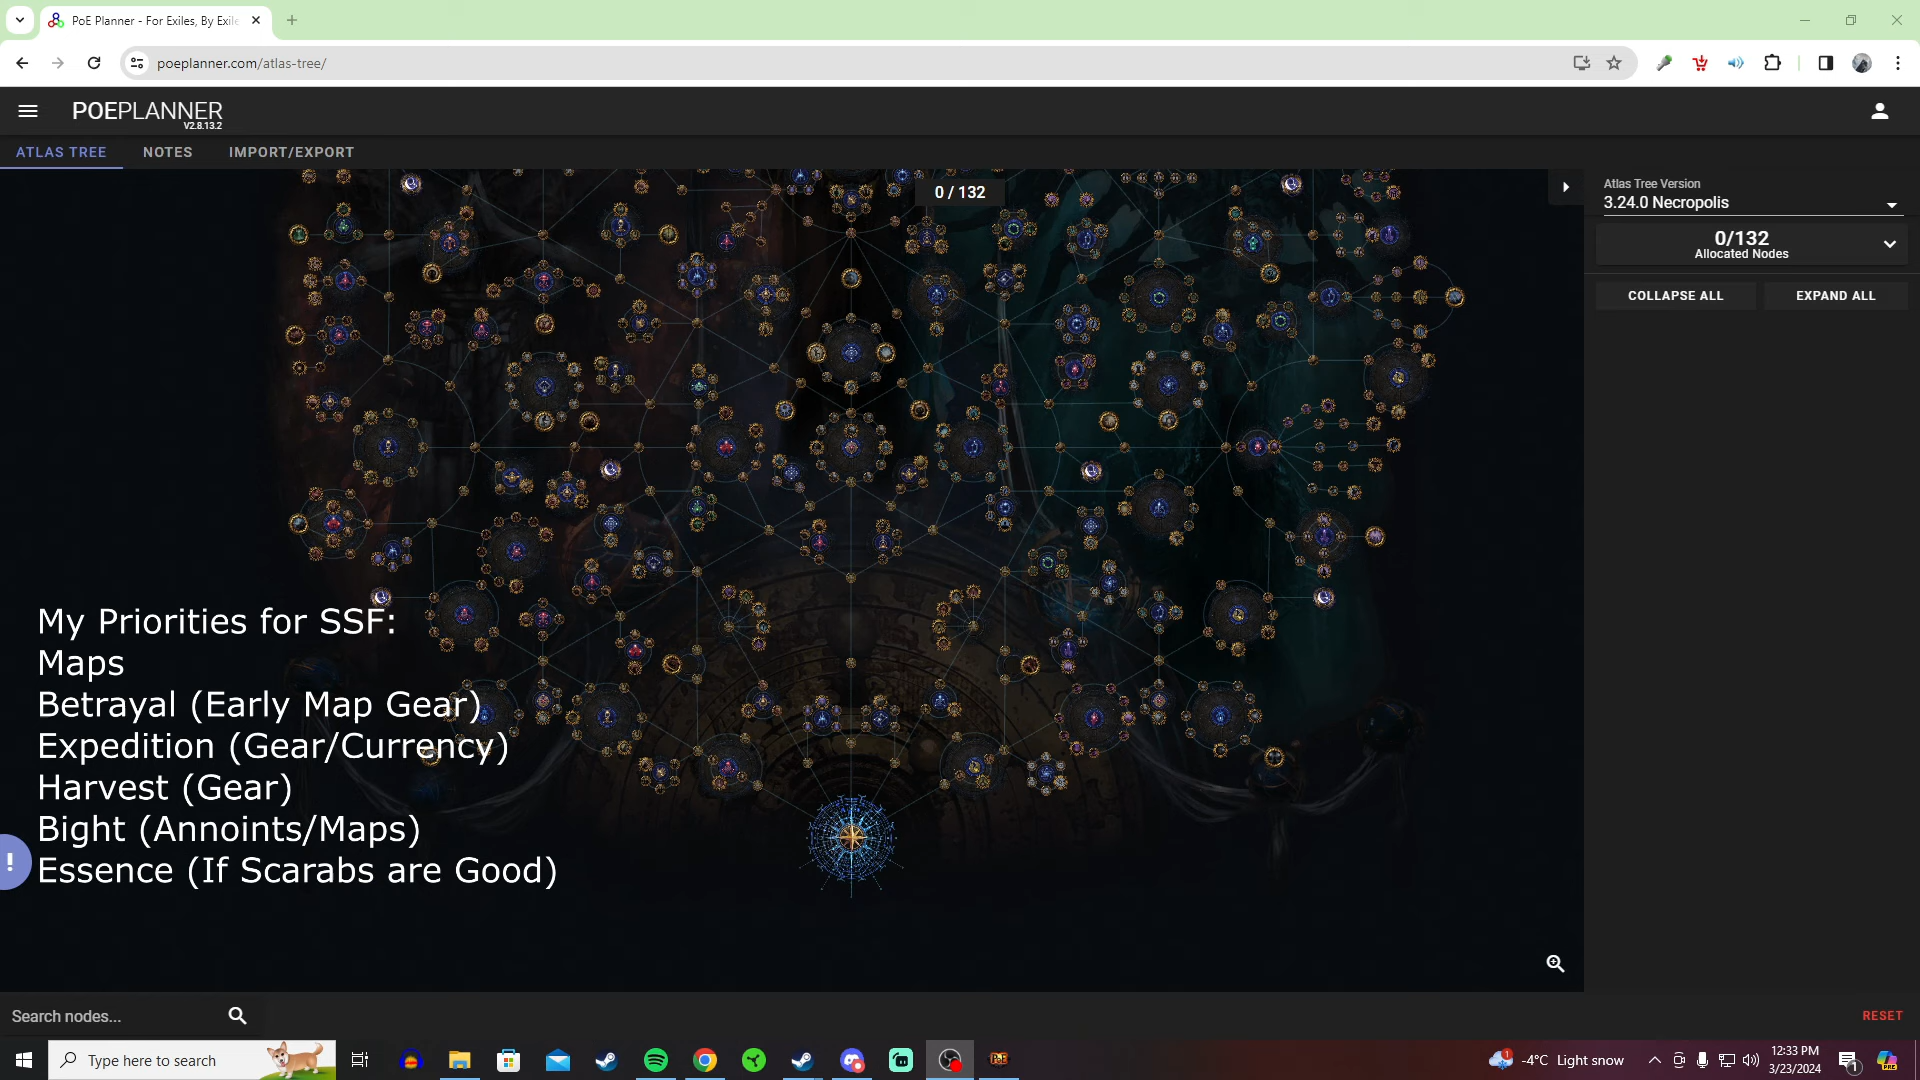 PoE Planner - For Exiles, By Exile
poeplanner.com/atlas-tree/
POEPLANNER
V2.8.13.2
ATLAS TREE
NOTES
IMPORT/EXPORT
0 / 132
Atlas Tree Version
3.24.0 Necropolis
0/132
Allocated Nodes
COLLAPSE ALL
EXPAND ALL
My Priorities for SSF:
Maps
Betrayal (Early Map Gear)
Expedition (Gear/Currency)
Harvest (Gear)
Bight (Annoints/Maps)
!
Essence (If Scarabs are Good)
Search nodes...
RESET
Type here to search
1
-4°C Light snow
12:33 PM
3/23/2024
1
PRE